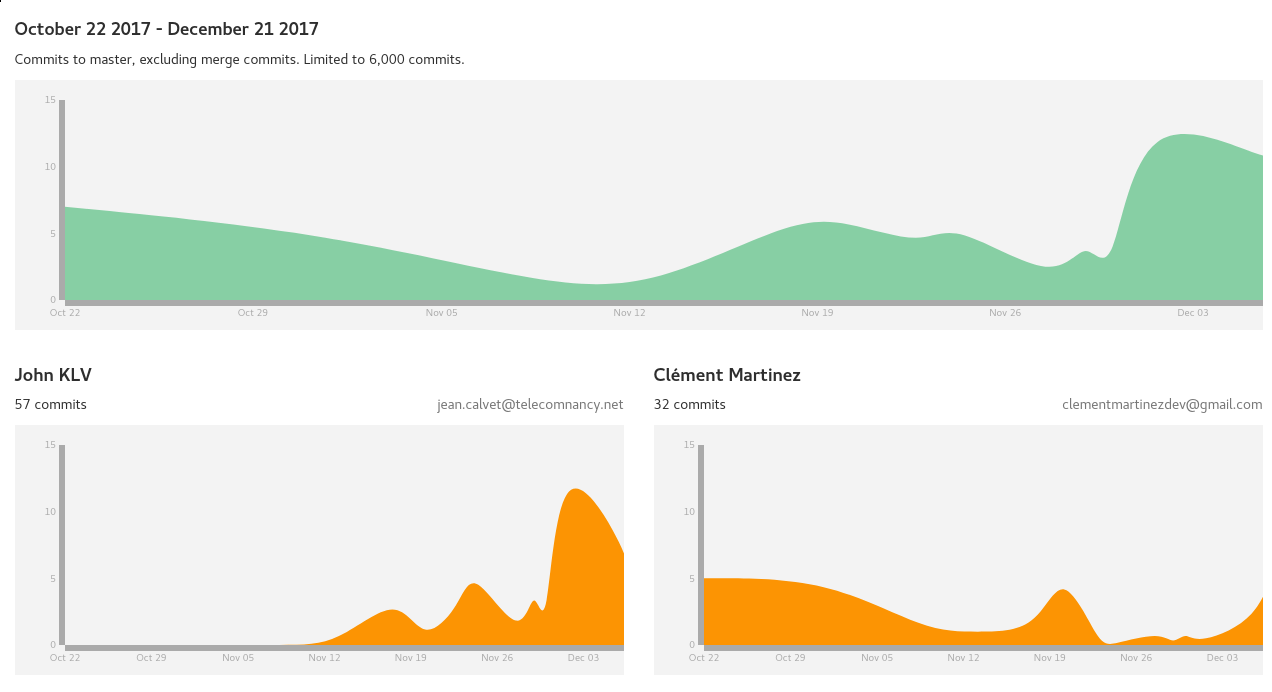 October 22 2017 - December 21 2017
Commits to master, excluding merge commits. Limited to 6,000 commits.
15
10
5
0
Oct 22 Oct 29 Nov 05 Nov 12 Nov 19 Nov 26 Dec 03
John KLV
57 commits jean.calvet@telecomnancy.net
15
10
5
0
Oct 22 Oct 29 Nov 05 Nov 12 Nov 19 Nov 26 Dec 03
Clément Martinez
32 commits clementmartinezdev@gmail.com
15
10
5
0
Oct 22 Oct 29 Nov 05 Nov 12 Nov 19 Nov 26 Dec 03